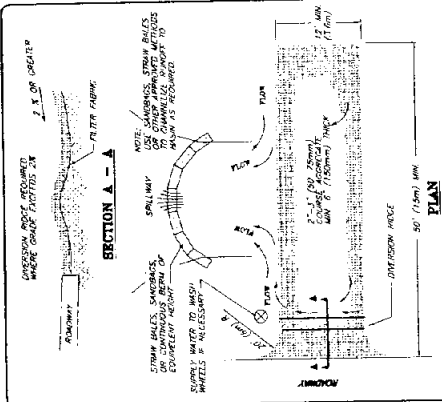 DIVERSION RIDGE REQUIRED
WHERE GRADE EXCEEDS 2%
2 % OR GREATER
ROADWAY
FILTER FABRIC
SECTION A - A
STRAW BALES, SANDBAGS,
OR CONTINUOUS BERM OF
EQUIVALENT HEIGHT
SPILLWAY
NOTE:
USE SANDBAGS, STRAW BALES
OR OTHER APPROVED METHODS
TO CHANNELIZE RUNOFF TO
BASIN AS REQUIRED.
SUPPLY WATER TO WASH
WHEELS IF NECESSARY
FLOW
FLOW
FLOW
FLOW
20' (6m) R
2"-3" (50-75mm)
COURSE AGGREGATE
MIN. 6" (150mm) THICK
12' MIN.
DIVERSION RIDGE
ROADWAY
50' (15m) MIN.
PLAN